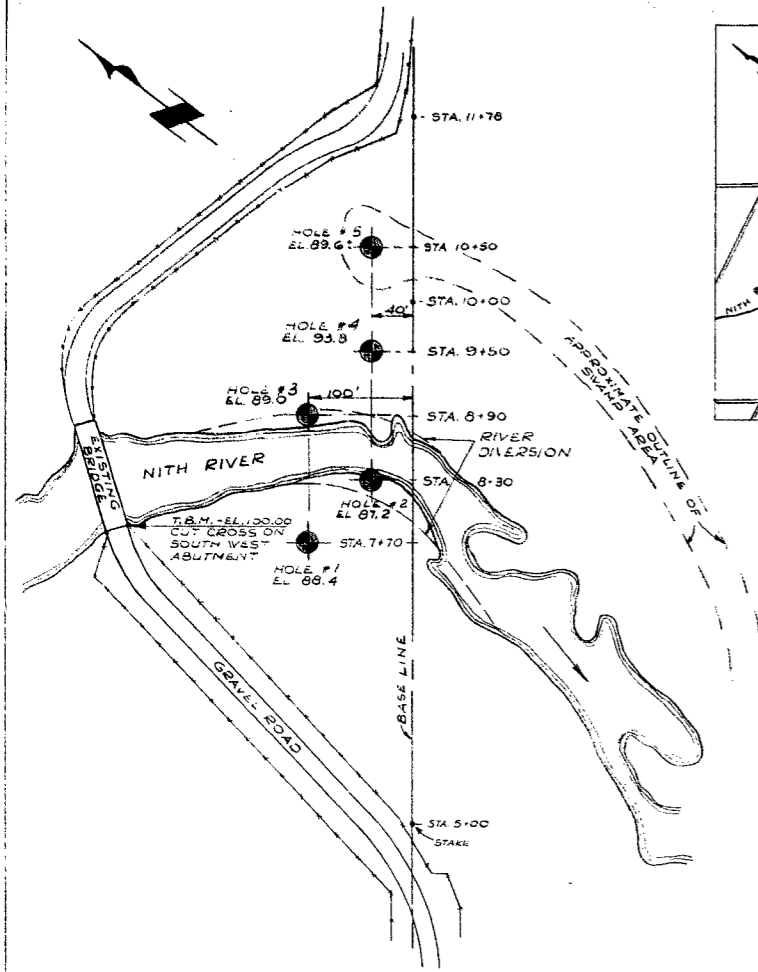 STA. 11+78
HOLE #5
EL. 89.6±
STA 10+50
STA. 10+00
40'
HOLE #4
EL. 93.8
STA. 9+50
HOLE #3
EL. 89.0
100'
STA. 8+90
RIVER
DIVERSION
EXISTING
BRIDGE
NITH RIVER
STA. 8+30
HOLE #2
EL 87.2
T.B.M. - EL. 100.00
CUT CROSS ON
SOUTH WEST
ABUTMENT
STA. 7+70
HOLE #1
EL 88.4
APPROXIMATE OUTLINE OF
SWAMP AREA
NITH
GRAVEL ROAD
BASE LINE
STA. 5+00
STAKE